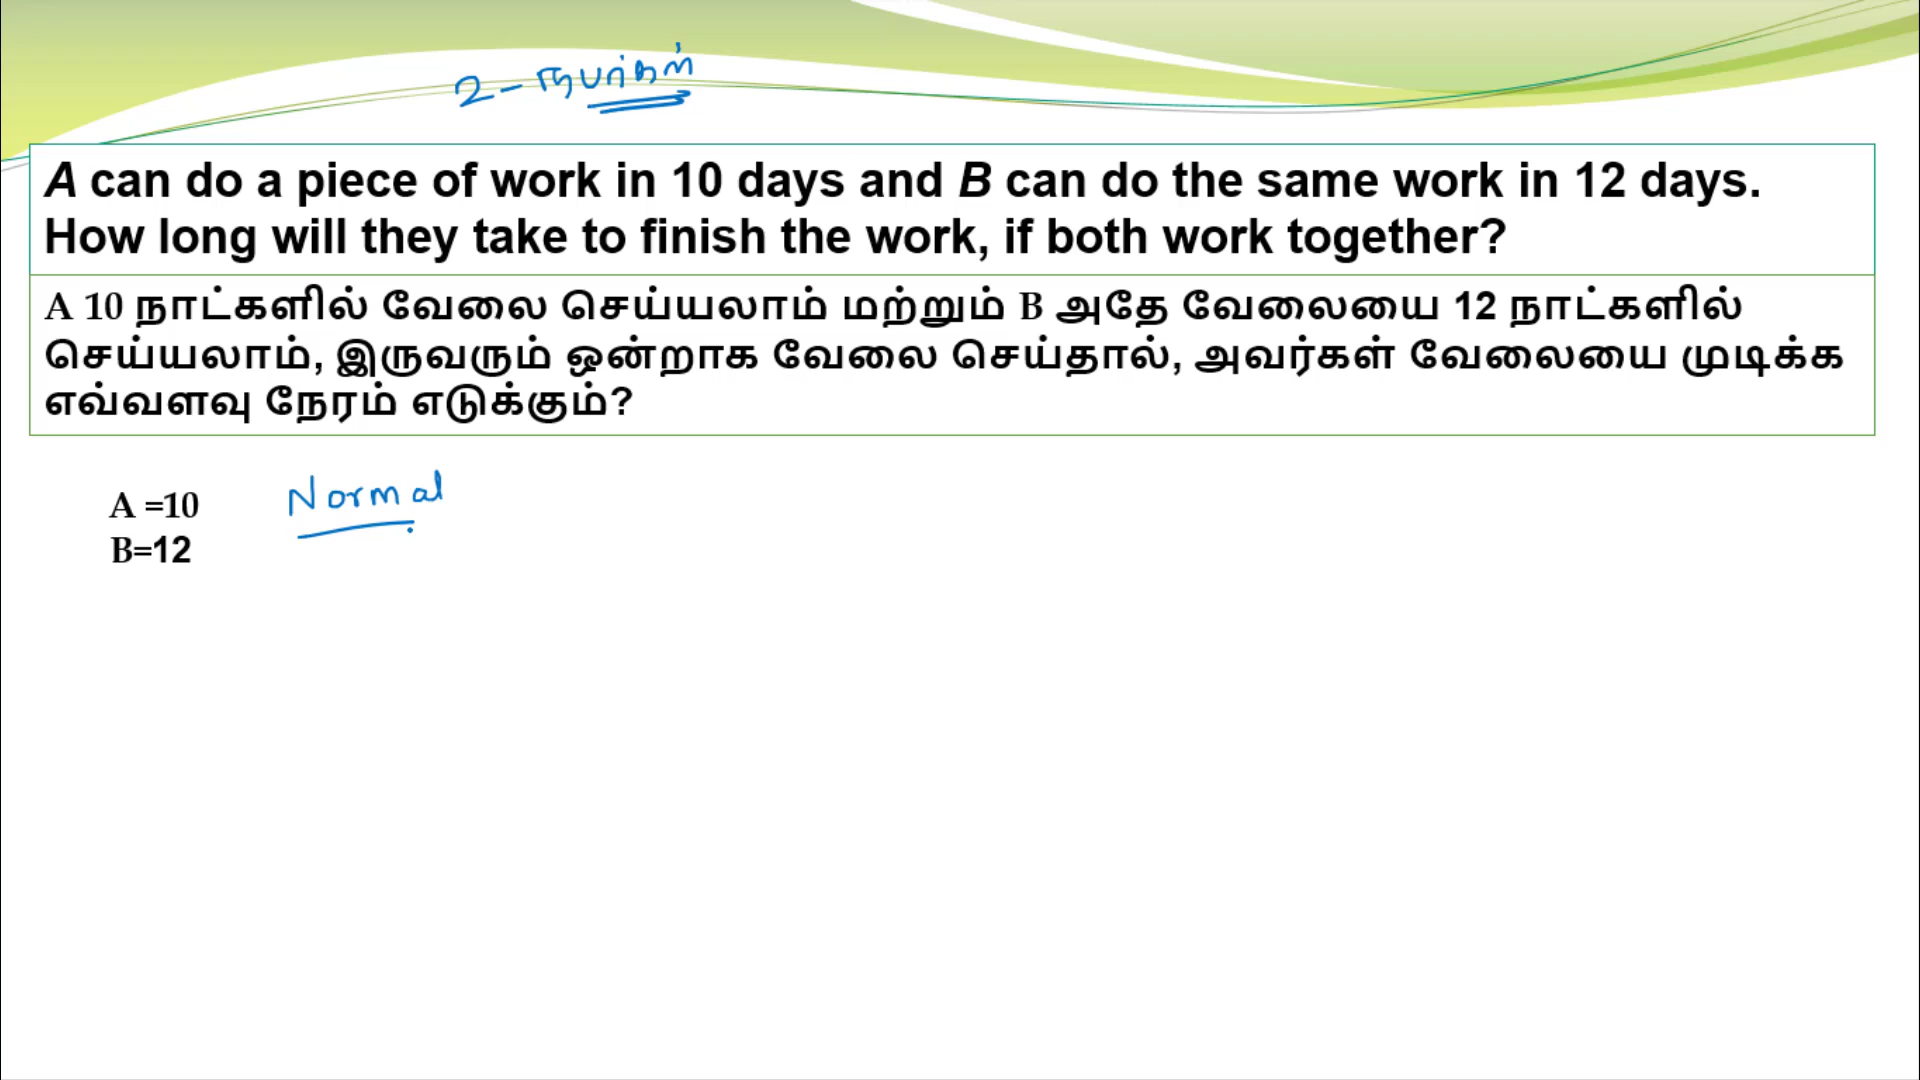 2 - நபர்கள்
A can do a piece of work in 10 days and B can do the same work in 12 days.
How long will they take to finish the work, if both work together?
A 10 நாட்களில் வேலை செய்யலாம் மற்றும் B அதே வேலையை 12 நாட்களில்
செய்யலாம், இருவரும் ஒன்றாக வேலை செய்தால், அவர்கள் வேலையை முடிக்க
எவ்வளவு நேரம் எடுக்கும்?
A =10
Normal
B=12